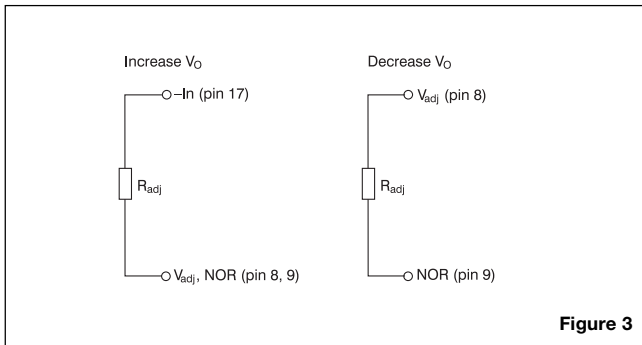 Increase VO
–In (pin 17)
Radj
Vadj, NOR (pin 8, 9)
Decrease VO
Vadj (pin 8)
Radj
NOR (pin 9)
Figure 3